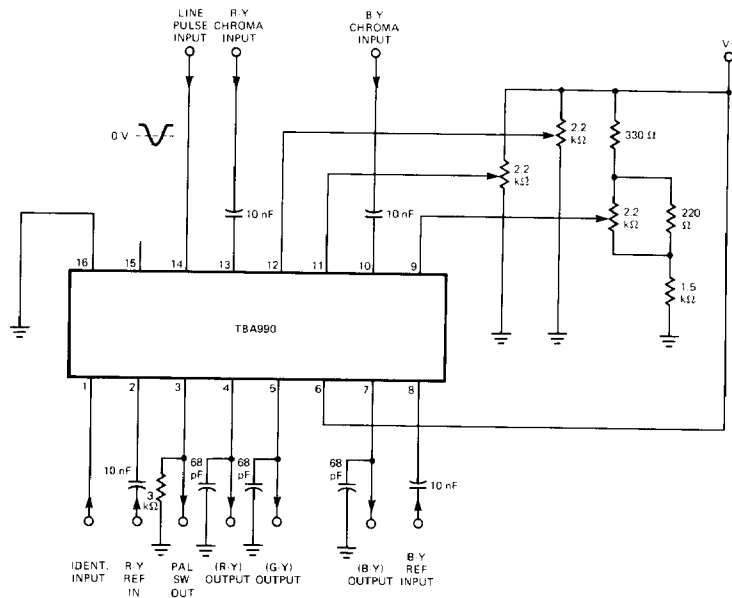 LINE
PULSE
INPUT
R-Y
CHROMA
INPUT
B-Y
CHROMA
INPUT
V+
0 V
2.2
kΩ
330 Ω
2.2
kΩ
10 nF
10 nF
2.2
kΩ
220
Ω
1.5
kΩ
16
15
14
13
12
11
10
9
TBA990
1
2
3
4
5
6
7
8
10 nF
3
kΩ
68
pF
68
pF
68
pF
10 nF
IDENT.
INPUT
R-Y
REF
IN
PAL
SW
OUT
(R-Y)
OUTPUT
(G-Y)
OUTPUT
(B-Y)
OUTPUT
B-Y
REF
INPUT